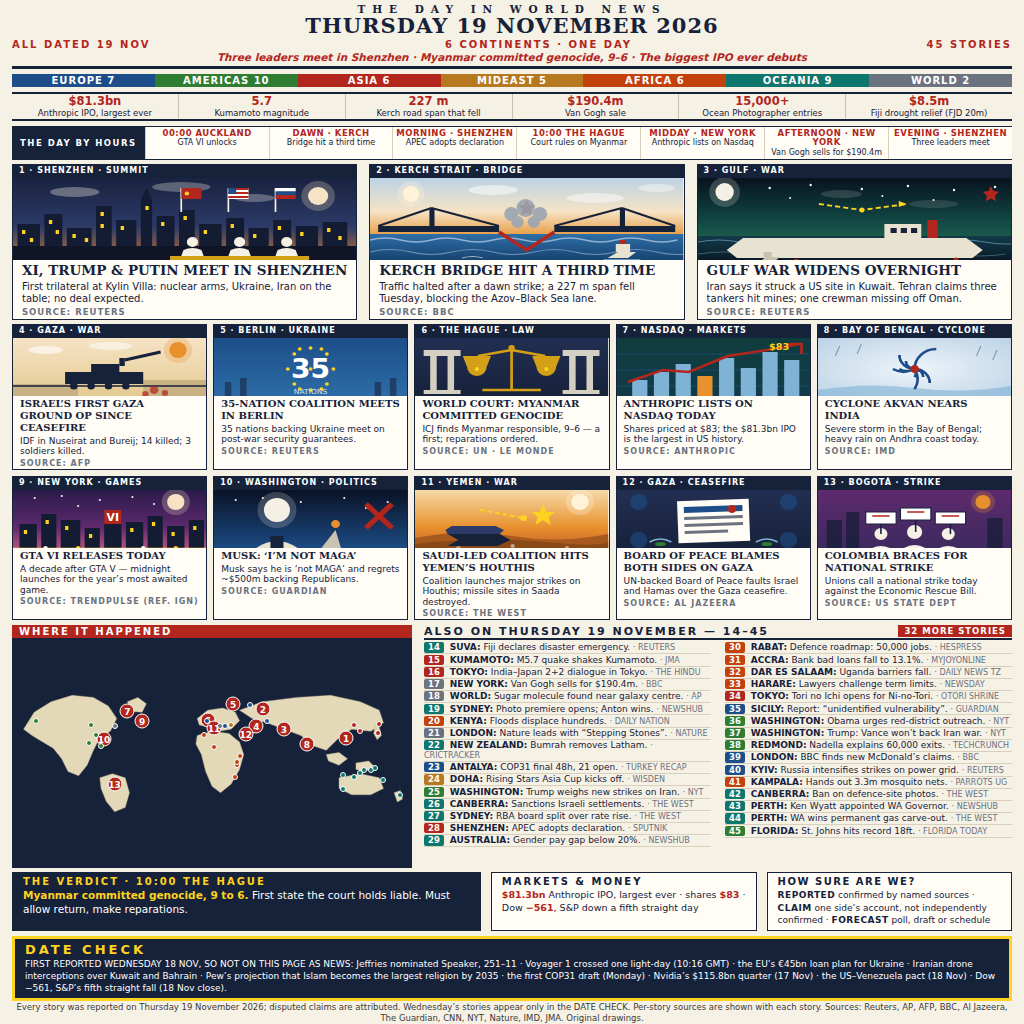 THE DAY IN WORLD NEWS
THURSDAY 19 NOVEMBER 2026
ALL DATED 19 NOV
6 CONTINENTS · ONE DAY
45 STORIES
Three leaders meet in Shenzhen · Myanmar committed genocide, 9–6 · The biggest IPO ever debuts
EUROPE 7
AMERICAS 10
ASIA 6
MIDEAST 5
AFRICA 6
OCEANIA 9
WORLD 2
$81.3bn
Anthropic IPO, largest ever
5.7
Kumamoto magnitude
227 m
Kerch road span that fell
$190.4m
Van Gogh sale
15,000+
Ocean Photographer entries
$8.5m
Fiji drought relief (FJD 20m)
THE DAY BY HOURS
00:00 AUCKLAND
GTA VI unlocks
DAWN · KERCH
Bridge hit a third time
MORNING · SHENZHEN
APEC adopts declaration
10:00 THE HAGUE
Court rules on Myanmar
MIDDAY · NEW YORK
Anthropic lists on Nasdaq
AFTERNOON · NEW
YORK
Van Gogh sells for $190.4m
EVENING · SHENZHEN
Three leaders meet
1 · SHENZHEN · SUMMIT
XI, TRUMP & PUTIN MEET IN SHENZHEN
First trilateral at Kylin Villa: nuclear arms, Ukraine, Iran on the
table; no deal expected.
SOURCE: REUTERS
2 · KERCH STRAIT · BRIDGE
KERCH BRIDGE HIT A THIRD TIME
Traffic halted after a dawn strike; a 227 m span fell
Tuesday, blocking the Azov–Black Sea lane.
SOURCE: BBC
3 · GULF · WAR
GULF WAR WIDENS OVERNIGHT
Iran says it struck a US site in Kuwait. Tehran claims three
tankers hit mines; one crewman missing off Oman.
SOURCE: REUTERS
4 · GAZA · WAR
ISRAEL'S FIRST GAZA
GROUND OP SINCE
CEASEFIRE
IDF in Nuseirat and Bureij; 14 killed; 3
soldiers killed.
SOURCE: AFP
5 · BERLIN · UKRAINE
35
NATIONS
35-NATION COALITION MEETS
IN BERLIN
35 nations backing Ukraine meet on
post-war security guarantees.
SOURCE: REUTERS
6 · THE HAGUE · LAW
WORLD COURT: MYANMAR
COMMITTED GENOCIDE
ICJ finds Myanmar responsible, 9–6 — a
first; reparations ordered.
SOURCE: UN · LE MONDE
7 · NASDAQ · MARKETS
$83
ANTHROPIC LISTS ON
NASDAQ TODAY
Shares priced at $83; the $81.3bn IPO
is the largest in US history.
SOURCE: ANTHROPIC
8 · BAY OF BENGAL · CYCLONE
CYCLONE AKVAN NEARS
INDIA
Severe storm in the Bay of Bengal;
heavy rain on Andhra coast today.
SOURCE: IMD
9 · NEW YORK · GAMES
VI
GTA VI RELEASES TODAY
A decade after GTA V — midnight
launches for the year's most awaited
game.
SOURCE: TRENDPULSE (REF. IGN)
10 · WASHINGTON · POLITICS
MUSK: 'I'M NOT MAGA'
Musk says he is 'not MAGA' and regrets
~$500m backing Republicans.
SOURCE: GUARDIAN
11 · YEMEN · WAR
SAUDI-LED COALITION HITS
YEMEN'S HOUTHIS
Coalition launches major strikes on
Houthis; missile sites in Saada
destroyed.
SOURCE: THE WEST
12 · GAZA · CEASEFIRE
BOARD OF PEACE BLAMES
BOTH SIDES ON GAZA
UN-backed Board of Peace faults Israel
and Hamas over the Gaza ceasefire.
SOURCE: AL JAZEERA
13 · BOGOTÁ · STRIKE
COLOMBIA BRACES FOR
NATIONAL STRIKE
Unions call a national strike today
against the Economic Rescue Bill.
SOURCE: US STATE DEPT
WHERE IT HAPPENED
5
2
7
9
11
4
12
3
10
8
1
13
ALSO ON THURSDAY 19 NOVEMBER — 14–45
32 MORE STORIES
14 SUVA: Fiji declares disaster emergency. · REUTERS
15 KUMAMOTO: M5.7 quake shakes Kumamoto. · JMA
16 TOKYO: India–Japan 2+2 dialogue in Tokyo. · THE HINDU
17 NEW YORK: Van Gogh sells for $190.4m. · BBC
18 WORLD: Sugar molecule found near galaxy centre. · AP
19 SYDNEY: Photo premiere opens; Anton wins. · NEWSHUB
20 KENYA: Floods displace hundreds. · DAILY NATION
21 LONDON: Nature leads with "Stepping Stones". · NATURE
22 NEW ZEALAND: Bumrah removes Latham. ·
CRICTRACKER
23 ANTALYA: COP31 final 48h, 21 open. · TURKEY RECAP
24 DOHA: Rising Stars Asia Cup kicks off. · WISDEN
25 WASHINGTON: Trump weighs new strikes on Iran. · NYT
26 CANBERRA: Sanctions Israeli settlements. · THE WEST
27 SYDNEY: RBA board split over rate rise. · THE WEST
28 SHENZHEN: APEC adopts declaration. · SPUTNIK
29 AUSTRALIA: Gender pay gap below 20%. · NEWSHUB
30 RABAT: Defence roadmap: 50,000 jobs. · HESPRESS
31 ACCRA: Bank bad loans fall to 13.1%. · MYJOYONLINE
32 DAR ES SALAAM: Uganda barriers fall. · DAILY NEWS TZ
33 HARARE: Lawyers challenge term limits. · NEWSDAY
34 TOKYO: Tori no Ichi opens for Ni-no-Tori. · OTORI SHRINE
35 SICILY: Report: "unidentified vulnerability". · GUARDIAN
36 WASHINGTON: Obama urges red-district outreach. · NYT
37 WASHINGTON: Trump: Vance won't back Iran war. · NYT
38 REDMOND: Nadella explains 60,000 exits. · TECHCRUNCH
39 LONDON: BBC finds new McDonald's claims. · BBC
40 KYIV: Russia intensifies strikes on power grid. · REUTERS
41 KAMPALA: Hands out 3.3m mosquito nets. · PARROTS UG
42 CANBERRA: Ban on defence-site photos. · THE WEST
43 PERTH: Ken Wyatt appointed WA Governor. · NEWSHUB
44 PERTH: WA wins permanent gas carve-out. · THE WEST
45 FLORIDA: St. Johns hits record 18ft. · FLORIDA TODAY
THE VERDICT · 10:00 THE HAGUE
Myanmar committed genocide, 9 to 6. First state the court holds liable. Must
allow return, make reparations.
MARKETS & MONEY
$81.3bn Anthropic IPO, largest ever · shares $83 ·
Dow −561, S&P down a fifth straight day
HOW SURE ARE WE?
REPORTED confirmed by named sources ·
CLAIM one side's account, not independently
confirmed · FORECAST poll, draft or schedule
DATE CHECK
FIRST REPORTED WEDNESDAY 18 NOV, SO NOT ON THIS PAGE AS NEWS: Jeffries nominated Speaker, 251–11 · Voyager 1 crossed one light-day (10:16 GMT) · the EU's €45bn loan plan for Ukraine · Iranian drone
interceptions over Kuwait and Bahrain · Pew's projection that Islam becomes the largest religion by 2035 · the first COP31 draft (Monday) · Nvidia's $115.8bn quarter (17 Nov) · the US–Venezuela pact (18 Nov) · Dow
−561, S&P's fifth straight fall (18 Nov close).
Every story was reported on Thursday 19 November 2026; disputed claims are attributed. Wednesday's stories appear only in the DATE CHECK. Per-story sources are shown with each story. Sources: Reuters, AP, AFP, BBC, Al Jazeera,
The Guardian, CNN, NYT, Nature, IMD, JMA. Original drawings.